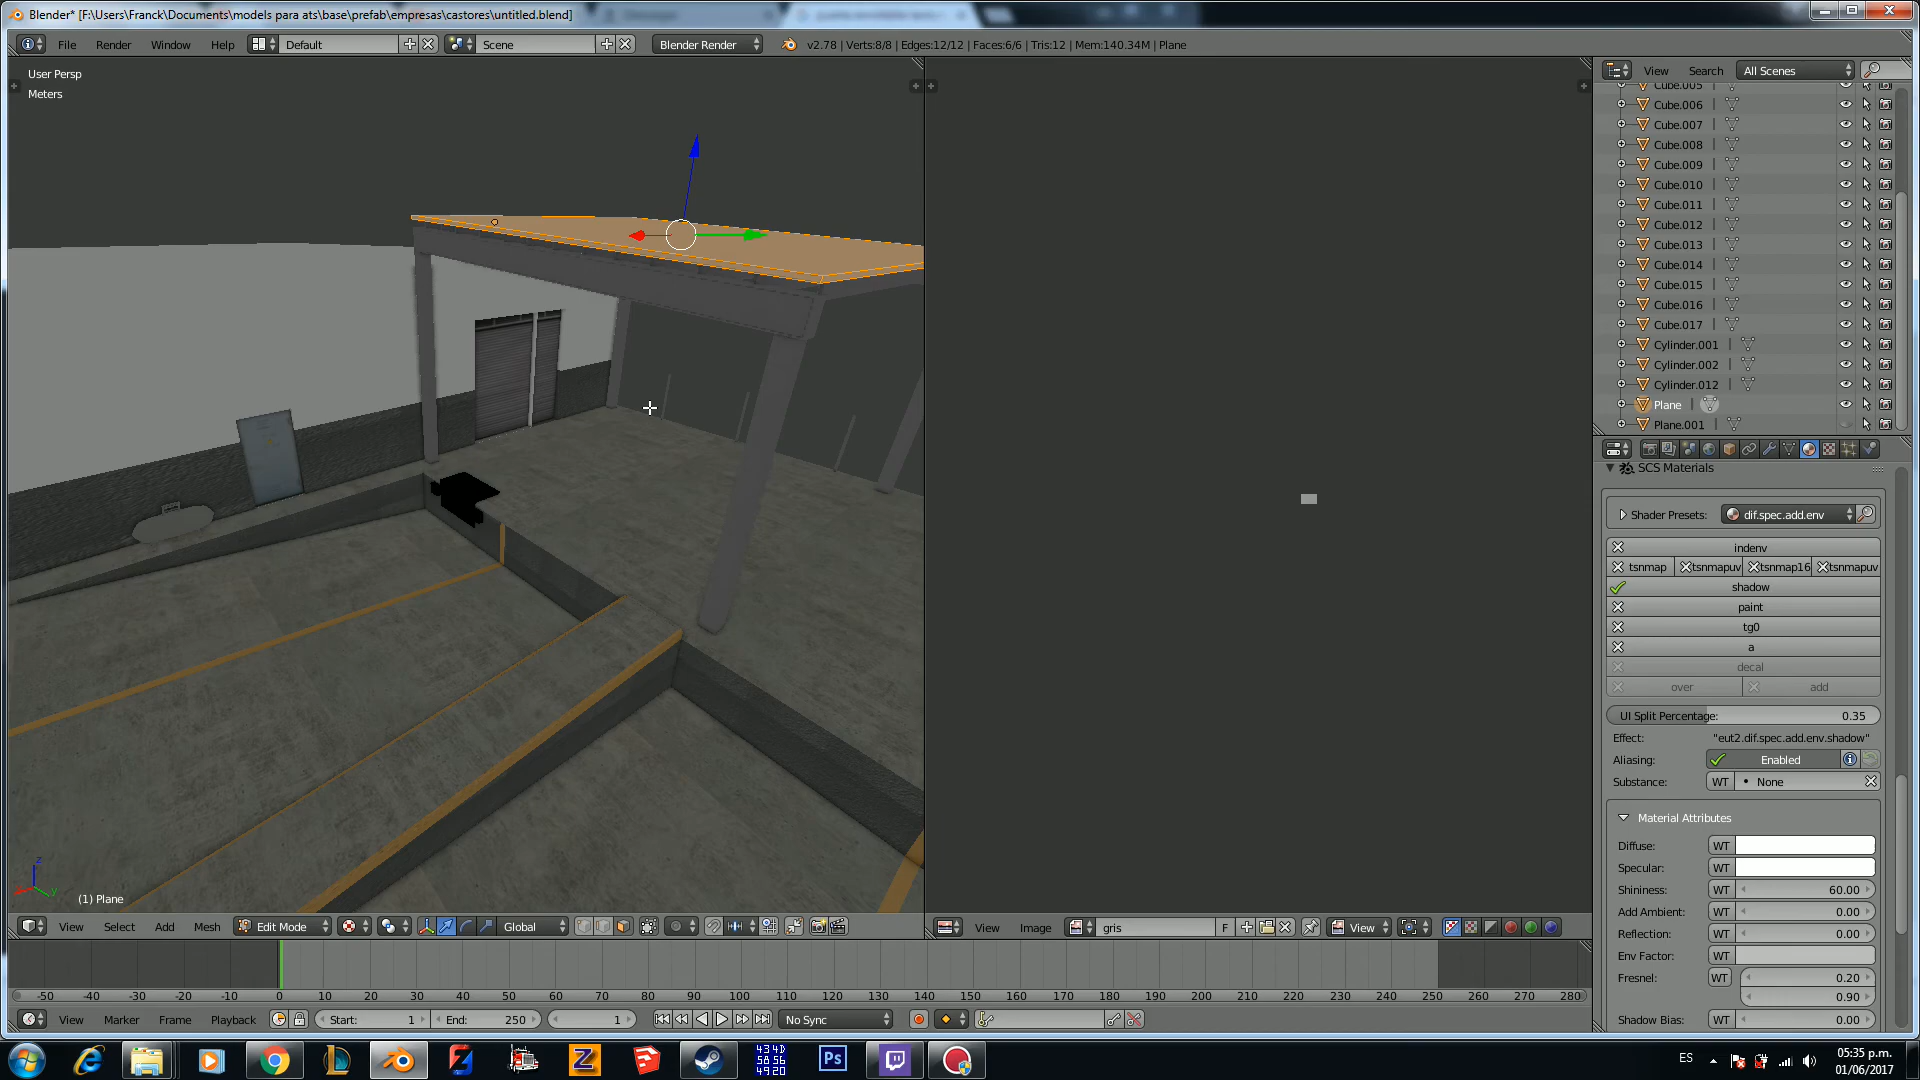 Blender* [F:\Users\Franck\Documents\models para ats\base\prefab\empresas\castores\untitled.blend]
File Render Window Help Default Scene Blender Render v2.78 | Verts:8/8 | Edges:12/12 | Faces:6/6 | Tris:12 | Mem:140.34M | Plane
User Persp
Meters
(1) Plane
View Select Add Mesh Edit Mode Global
View Image gris F View
View Search All Scenes
Cube.005
Cube.006
Cube.007
Cube.008
Cube.009
Cube.010
Cube.011
Cube.012
Cube.013
Cube.014
Cube.015
Cube.016
Cube.017
Cylinder.001
Cylinder.002
Cylinder.012
Plane
Plane.001
SCS Materials
Shader Presets: dif.spec.add.env
indenv
tsnmap tsnmapuv tsnmap16 tsnmapuv
shadow
paint
tg0
a
decal
over add
UI Split Percentage: 0.35
Effect: "eut2.dif.spec.add.env.shadow"
Aliasing: Enabled
Substance: WT None
Material Attributes
Diffuse: WT
Specular: WT
Shininess: WT 60.00
Add Ambient: WT 0.00
Reflection: WT 0.00
Env Factor: WT
Fresnel: WT 0.20
0.90
Shadow Bias: WT 0.00
-50 -40 -30 -20 -10 0 10 20 30 40 50 60 70 80 90 100 110 120 130 140 150 160 170 180 190 200 210 220 230 240 250 260 270 280
View Marker Frame Playback Start: 1 End: 250 1 No Sync
434D
5856
4920
Ps
ES
05:35 p.m.
01/06/2017